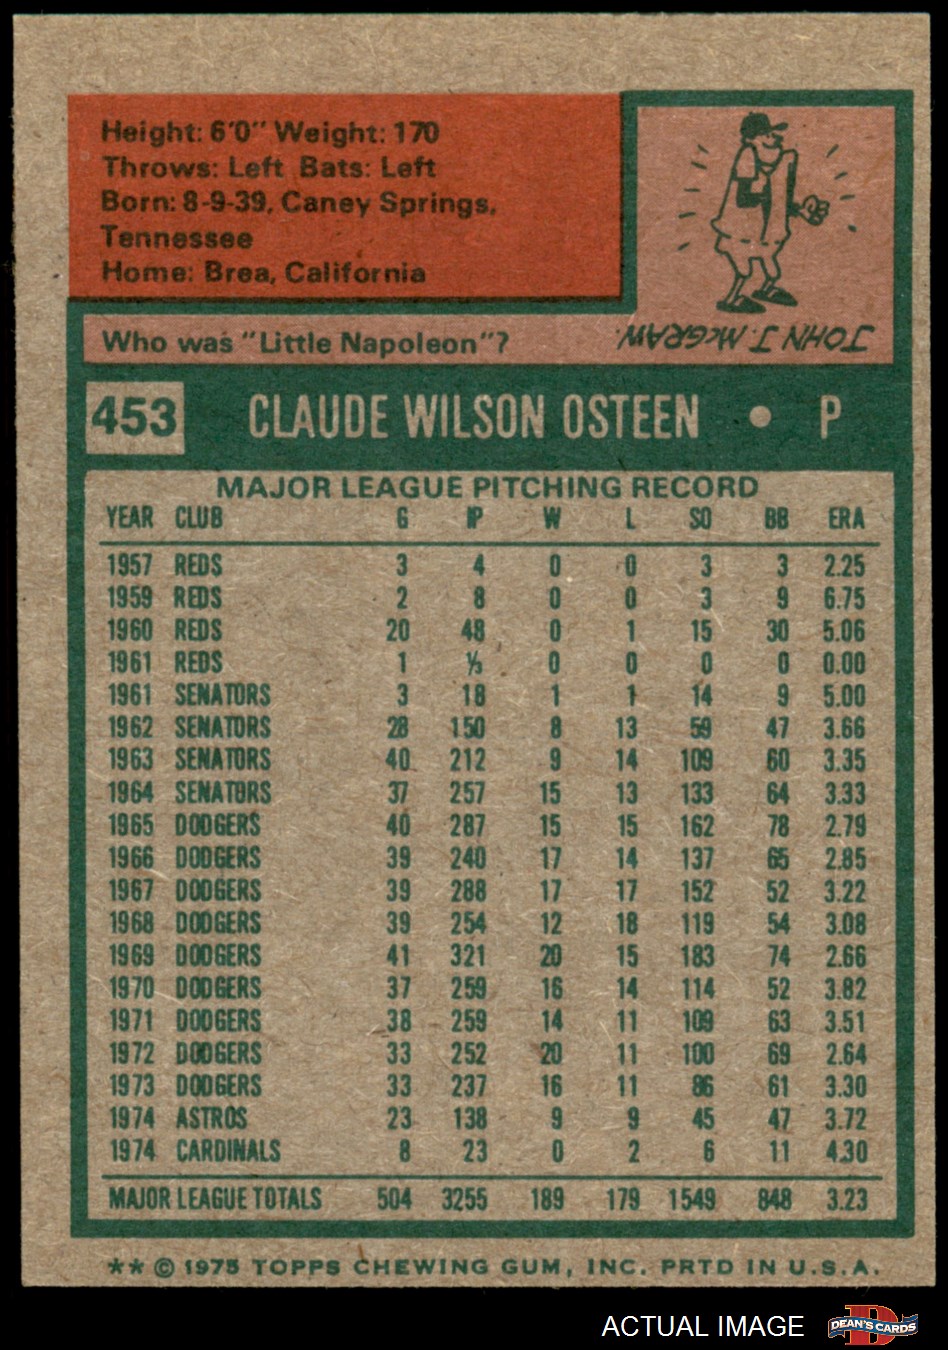 Height: 6'0" Weight: 170
Throws: Left Bats: Left
Born: 8-9-39, Caney Springs,
Tennessee
Home: Brea, California
JOHN J. McGRAW.
Who was "Little Napoleon"?
453 CLAUDE WILSON OSTEEN • P
MAJOR LEAGUE PITCHING RECORD
YEAR CLUB G IP W L SO BB ERA
1957 REDS 3 4 0 0 3 3 2.25
1959 REDS 2 8 0 0 3 9 6.75
1960 REDS 20 48 0 1 15 30 5.06
1961 REDS 1 ⅓ 0 0 0 0 0.00
1961 SENATORS 3 18 1 1 14 9 5.00
1962 SENATORS 28 150 8 13 59 47 3.66
1963 SENATORS 40 212 9 14 109 60 3.35
1964 SENATORS 37 257 15 13 133 64 3.33
1965 DODGERS 40 287 15 15 162 78 2.79
1966 DODGERS 39 240 17 14 137 65 2.85
1967 DODGERS 39 288 17 17 152 52 3.22
1968 DODGERS 39 254 12 18 119 54 3.08
1969 DODGERS 41 321 20 15 183 74 2.66
1970 DODGERS 37 259 16 14 114 52 3.82
1971 DODGERS 38 259 14 11 109 63 3.51
1972 DODGERS 33 252 20 11 100 69 2.64
1973 DODGERS 33 237 16 11 86 61 3.30
1974 ASTROS 23 138 9 9 45 47 3.72
1974 CARDINALS 8 23 0 2 6 11 4.30
MAJOR LEAGUE TOTALS 504 3255 189 179 1549 848 3.23
** © 1975 TOPPS CHEWING GUM, INC. PRTD IN U.S.A.
ACTUAL IMAGE D DEAN'S CARDS